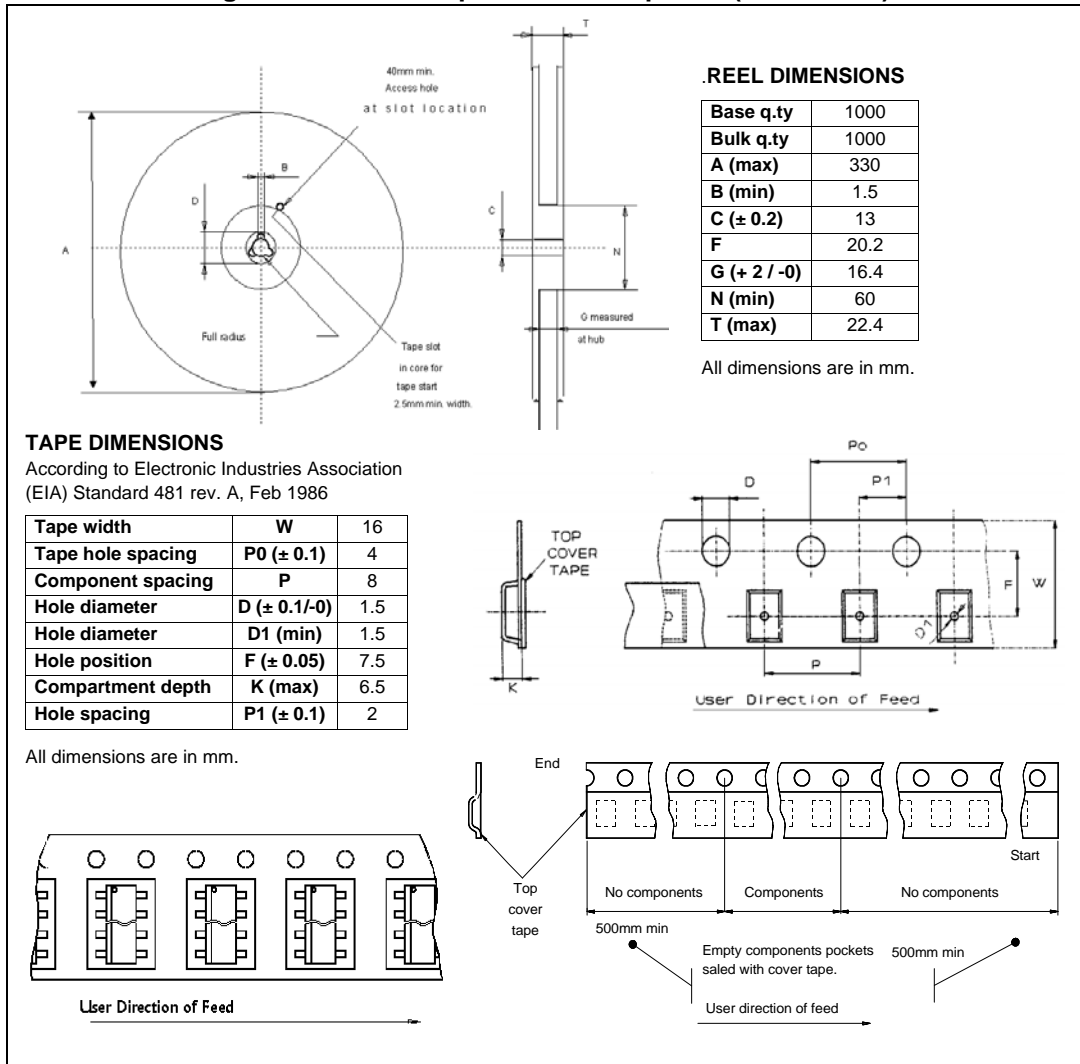 T
40mm min.
Access hole
at slot location
B
D
C
A
N
G measured
at hub
Full radius
Tape slot
in core for
tape start
2.5mm min. width.
.REEL DIMENSIONS
Base q.ty 1000
Bulk q.ty 1000
A (max) 330
B (min) 1.5
C (± 0.2) 13
F 20.2
G (+ 2 / -0) 16.4
N (min) 60
T (max) 22.4
All dimensions are in mm.
TAPE DIMENSIONS
According to Electronic Industries Association
(EIA) Standard 481 rev. A, Feb 1986
Tape width W 16
Tape hole spacing P0 (± 0.1) 4
Component spacing P 8
Hole diameter D (± 0.1/-0) 1.5
Hole diameter D1 (min) 1.5
Hole position F (± 0.05) 7.5
Compartment depth K (max) 6.5
Hole spacing P1 (± 0.1) 2
All dimensions are in mm.
Po
D
P1
TOP
COVER
TAPE
F
W
D1
K
P
User Direction of Feed
End
Start
Top
cover
tape
No components
Components
No components
500mm min
Empty components pockets
saled with cover tape.
500mm min
User direction of feed
User Direction of Feed